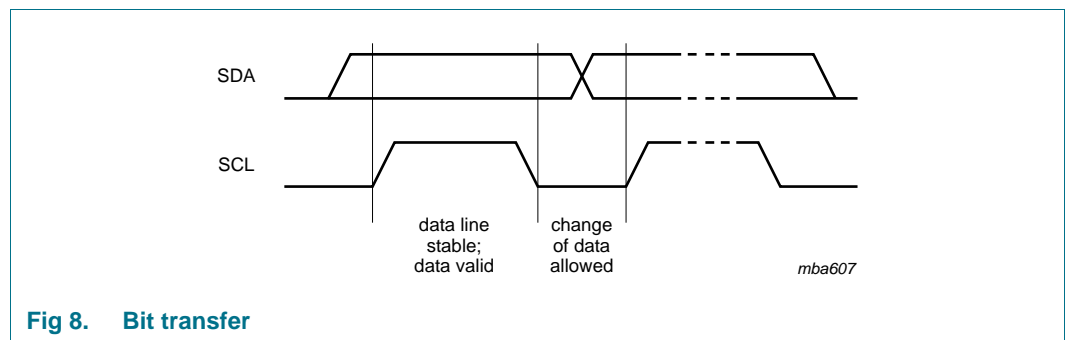 SDA
SCL
data line
stable;
data valid
change
of data
allowed
mba607
Fig 8. Bit transfer